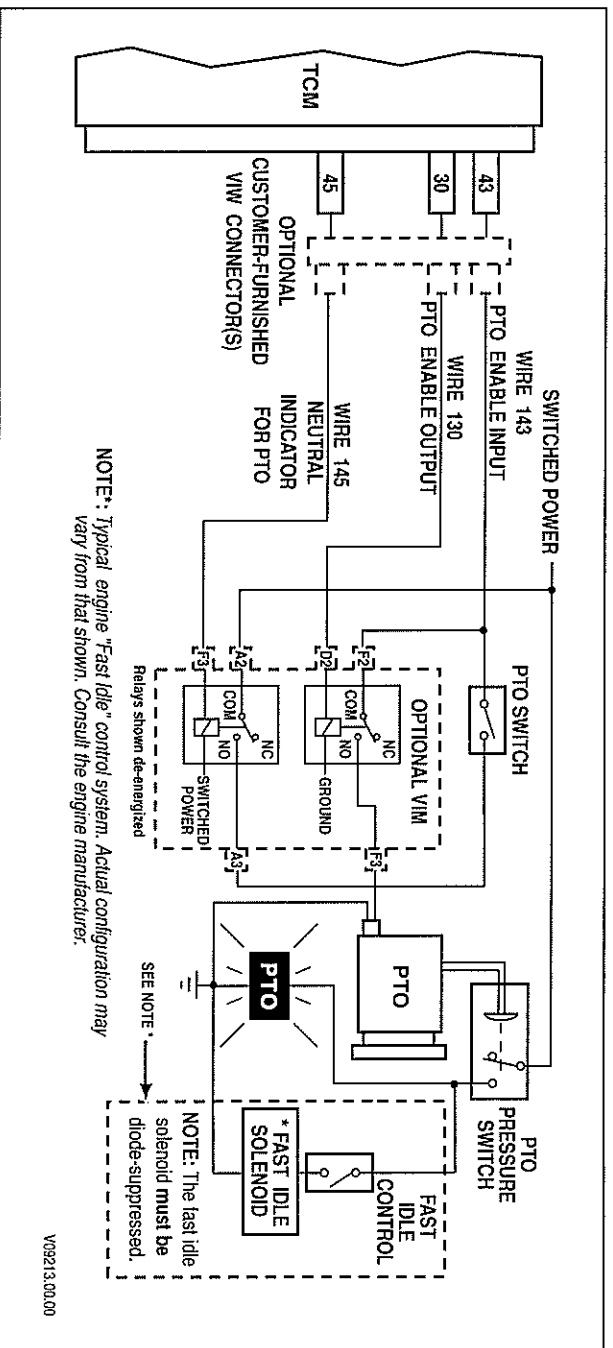 SWITCHED POWER
WIRE 143
PTO ENABLE INPUT
WIRE 130
PTO ENABLE OUTPUT
WIRE 145
NEUTRAL
INDICATOR
FOR PTO
TCM
43
30
45
OPTIONAL
CUSTOMER-FURNISHED
VIW CONNECTOR(S)
PTO SWITCH
OPTIONAL VIM
F2
D2
A2
F3
COM
NC
NO
GROUND
COM
NC
NO
SWITCHED
POWER
F3
A3
Relays shown de-energized
PTO
PRESSURE
SWITCH
PTO
PTO
FAST
IDLE
CONTROL
* FAST IDLE
SOLENOID
NOTE: The fast idle
solenoid must be
diode-suppressed.
SEE NOTE *
NOTE*: Typical engine "Fast Idle" control system. Actual configuration may
vary from that shown. Consult the engine manufacturer.
V09213.00.00